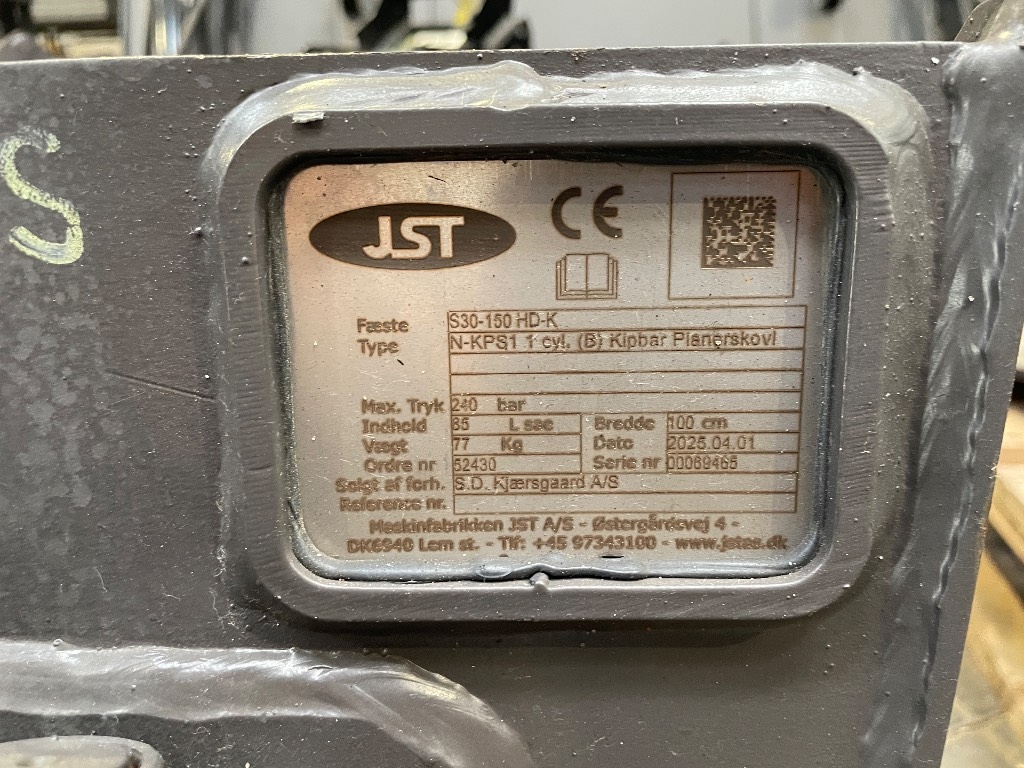 S
JST
CE
Fæste S30-150 HD-K
Type N-KPS1 1 cyl. (B) Kipbar Planerskovl
Max. Tryk 240 bar
Indhold 85 L sae Bredde 100 cm
Vægt 77 Kg Dato 2025.04.01
Ordre nr 52430 Serie nr 00069465
Solgt af forh. S.D. Kjærsgaard A/S
Reference nr.
Maskinfabrikken JST A/S - Østergårdsvej 4 -
DK6940 Lem st. - Tlf: +45 97343100 - www.jstas.dk